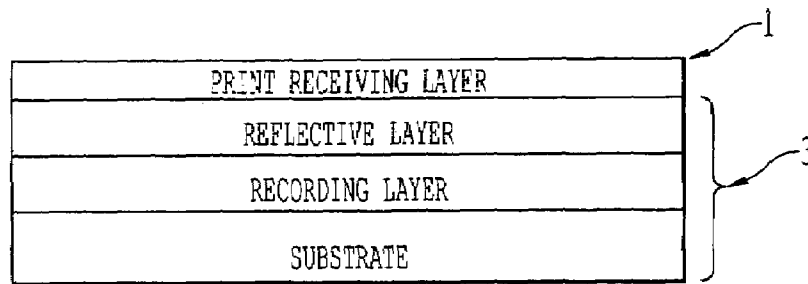 1
PRINT RECEIVING LAYER
REFLECTIVE LAYER
3
RECORDING LAYER
SUBSTRATE